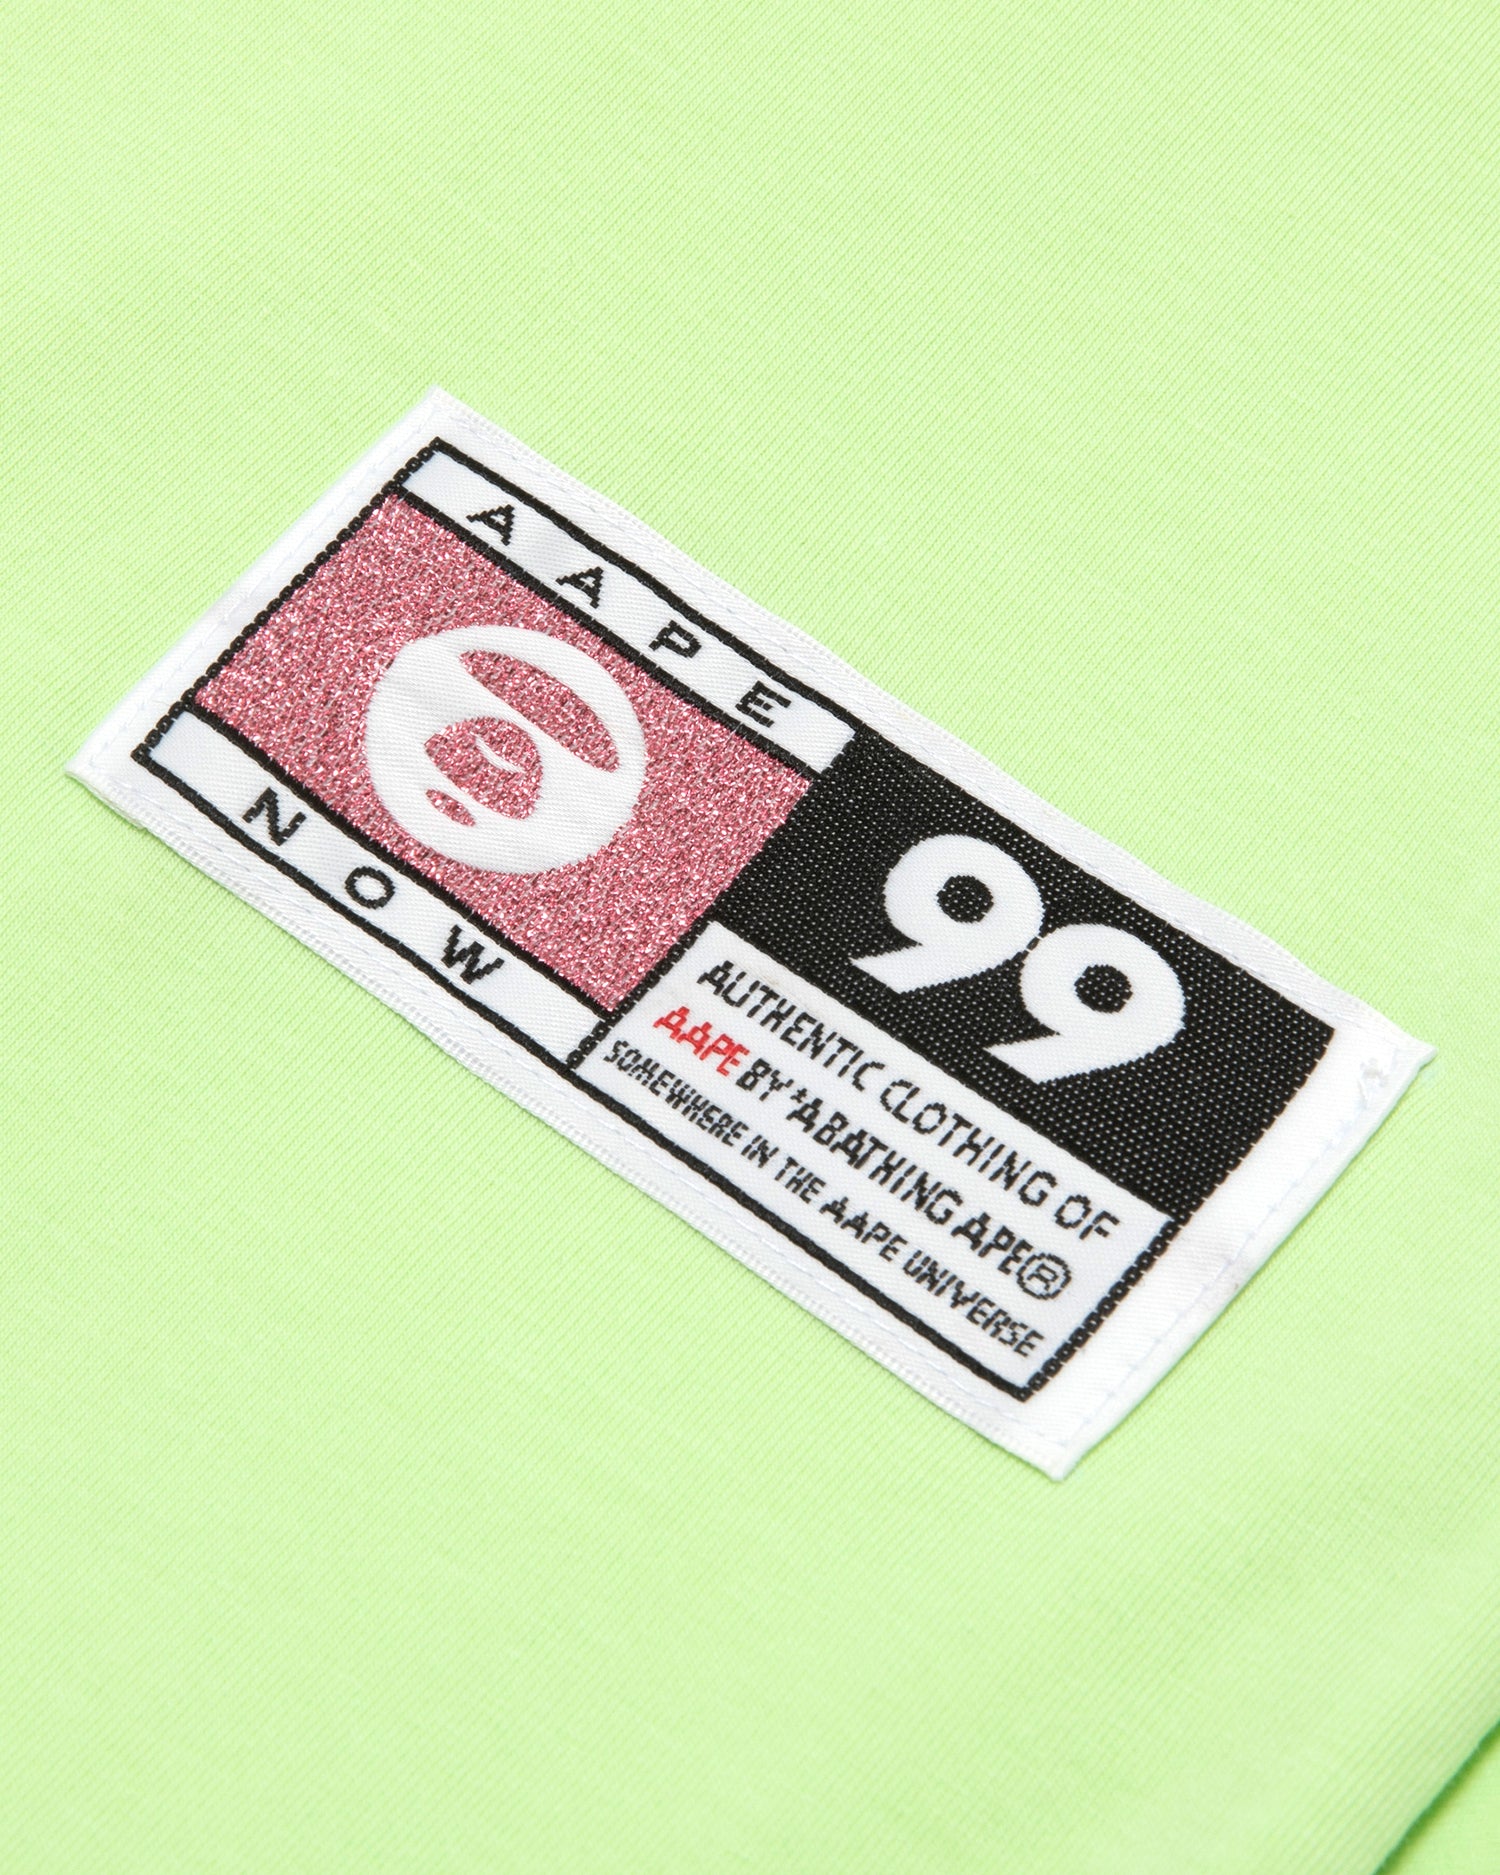 AAPE
NOW
99
AUTHENTIC CLOTHING OF
AAPE BY *A BATHING APE®
SOMEWHERE IN THE AAPE UNIVERSE